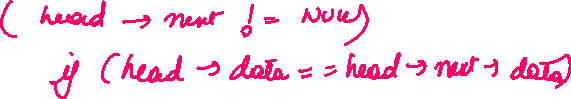 ( head → next != NULL)
if (head → data == head → next → data)